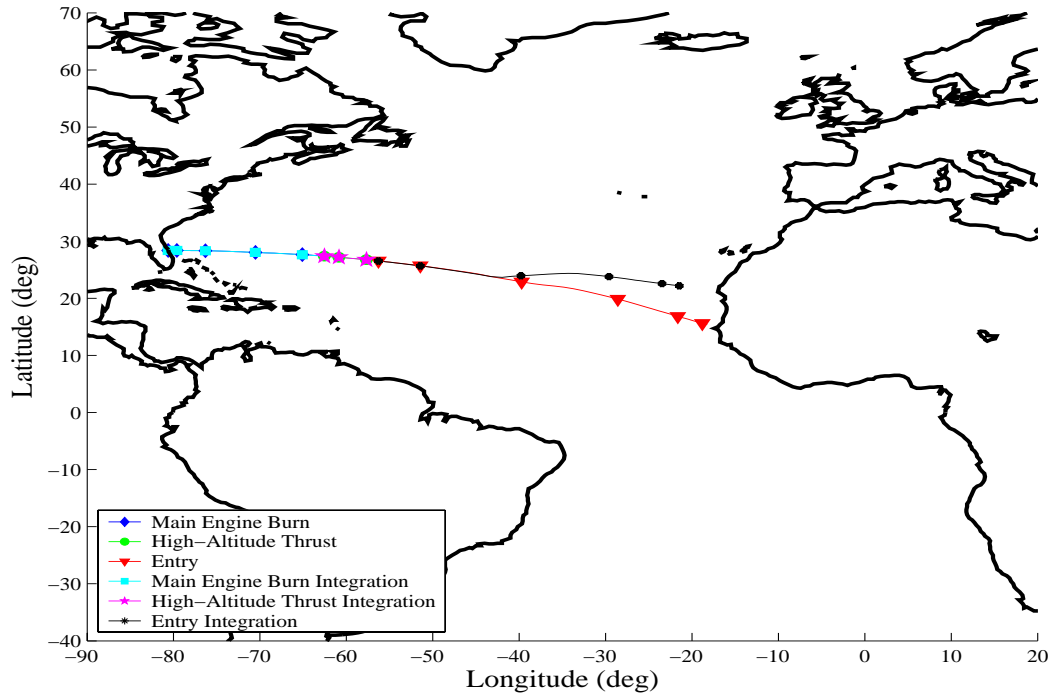 70
60
50
40
30
20
10
0
−10
−20
−30
−40
Latitude (deg)
Main Engine Burn
High−Altitude Thrust
Entry
Main Engine Burn Integration
High−Altitude Thrust Integration
Entry Integration
−90 −80 −70 −60 −50 −40 −30 −20 −10 0 10 20
Longitude (deg)